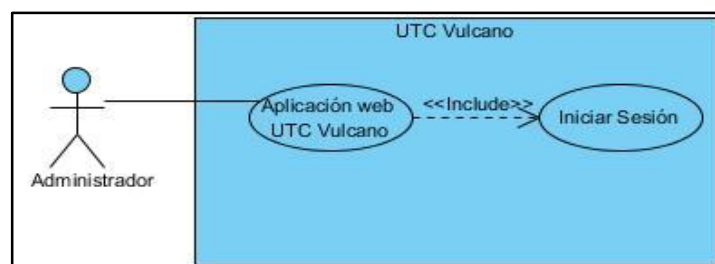 UTC Vulcano
Aplicación web
UTC Vulcano
<<Include>>
Iniciar Sesión
Administrador